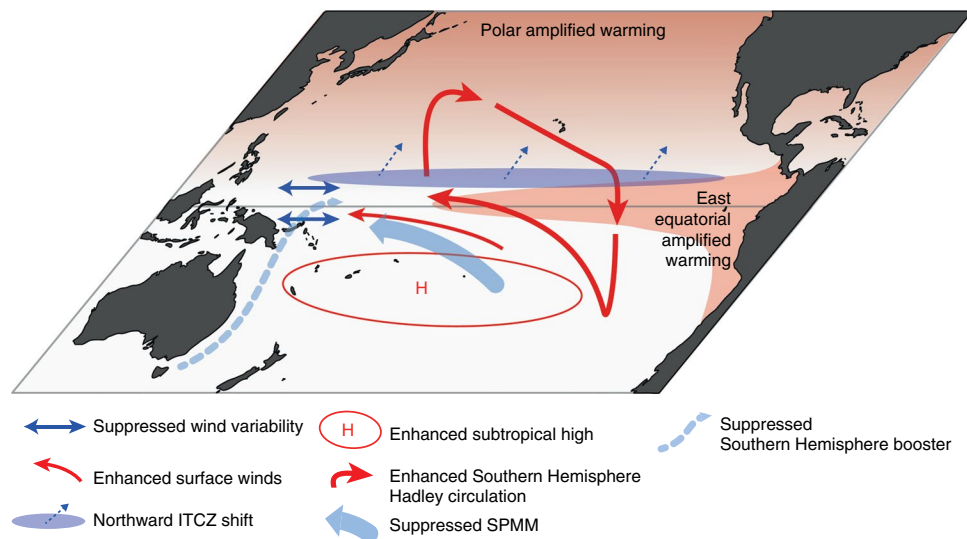 Polar amplified warming
East
equatorial
amplified
warming
H
Suppressed wind variability
H
Enhanced subtropical high
Suppressed
Southern Hemisphere booster
Enhanced surface winds
Enhanced Southern Hemisphere
Hadley circulation
Northward ITCZ shift
Suppressed SPMM